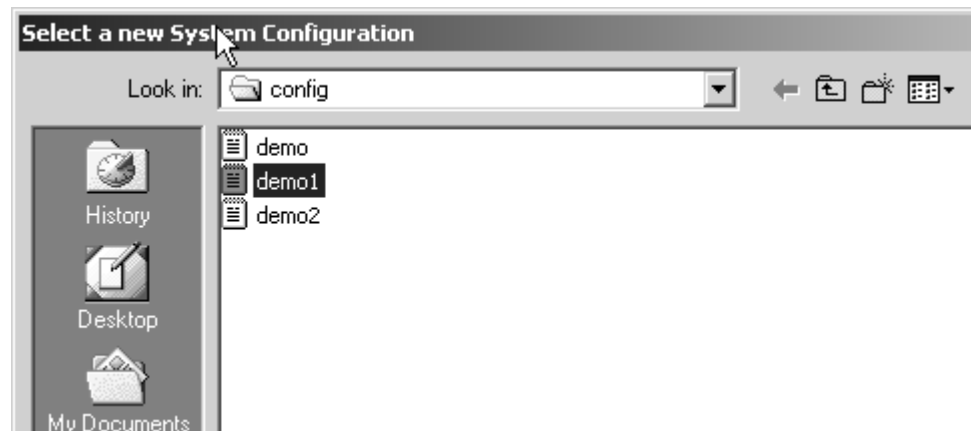 Select a new System Configuration
Look in: config
demo
demo1
History
demo2
Desktop
My Documents